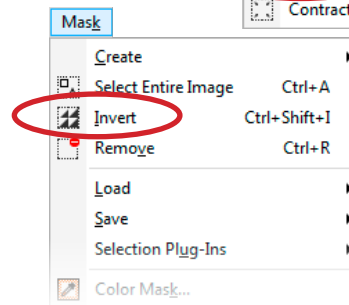 Contract
Mask
Create
Select Entire Image Ctrl+A
Invert Ctrl+Shift+I
Remove Ctrl+R
Load
Save
Selection Plug-Ins
Color Mask...